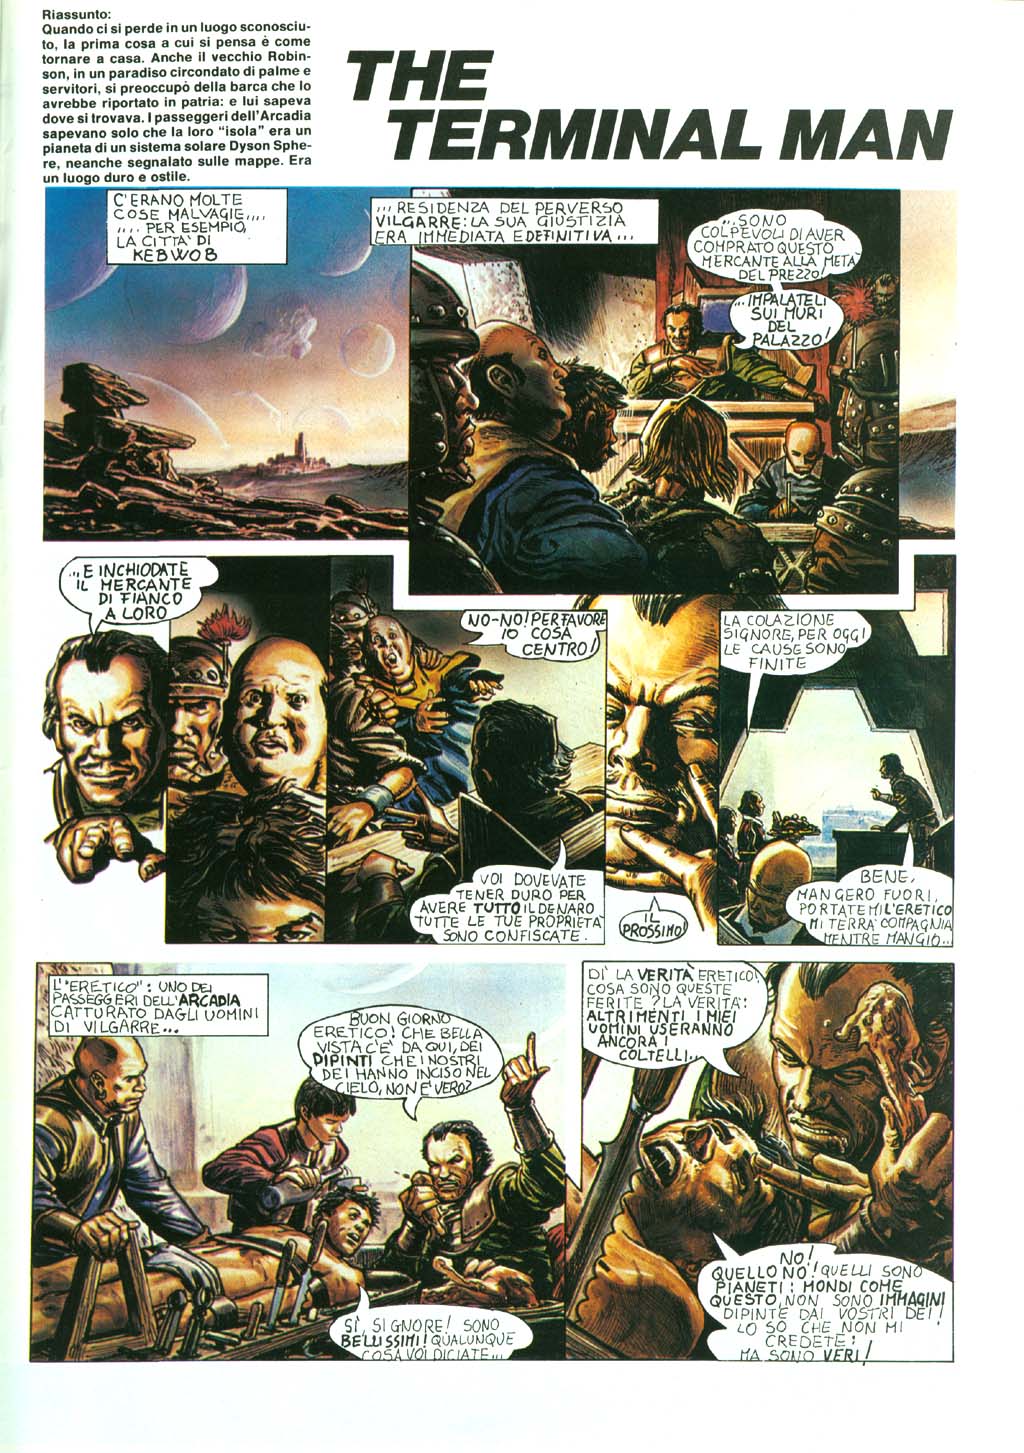 Riassunto:
Quando ci si perde in un luogo sconosciu-
to, la prima cosa a cui si pensa è come
tornare a casa. Anche il vecchio Robin-
son, in un paradiso circondato di palme e
servitori, si preoccupò della barca che lo
avrebbe riportato in patria: e lui sapeva
dove si trovava. I passeggeri dell'Arcadia
sapevano solo che la loro "isola" era un
pianeta di un sistema solare Dyson Sphe-
re, neanche segnalato sulle mappe. Era
un luogo duro e ostile.
THE
TERMINAL MAN
C'ERANO MOLTE
COSE MALVAGIE....
.... PER ESEMPIO,
LA CITTÀ DI
KEBWOB
... RESIDENZA DEL PERVERSO
VILGARRE: LA SUA GIUSTIZIA
ERA IMMEDIATA E DEFINITIVA...
...SONO
COLPEVOLI DI AVER
COMPRATO QUESTO
MERCANTE ALLA METÀ
DEL PREZZO!
...IMPALATELI
SUI MURI
DEL
PALAZZO!
...E INCHIODATE
IL MERCANTE
DI FIANCO
A LORO
NO-NO! PER FAVORE
IO COSA
CENTRO!
VOI DOVEVATE
TENER DURO PER
AVERE TUTTO IL DENARO
TUTTE LE TUE PROPRIETÀ
SONO CONFISCATE.
IL
PROSSIMO!
LA COLAZIONE
SIGNORE, PER OGGI
LE CAUSE SONO
FINITE
BENE,
MANGERO FUORI,
PORTATEMI L'ERETICO
MI TERRÀ COMPAGNIA
MENTRE MANGIO...
L'"ERETICO": UNO DEI
PASSEGGERI DELL'ARCADIA
CATTURATO DAGLI UOMINI
DI VILGARRE...
BUON GIORNO
ERETICO! CHE BELLA
VISTA C'È DA QUI, DEI
DIPINTI CHE I NOSTRI
DEI HANNO INCISO NEL
CIELO, NON È VERO?
SÌ, SIGNORE! SONO
BELLISSIMI! QUALUNQUE
COSA VOI DICIATE...
DÌ LA VERITÀ ERETICO!
COSA SONO QUESTE
FERITE? LA VERITÀ:
ALTRIMENTI I MIEI
UOMINI USERANNO
ANCORA I
COLTELLI...
NO!
QUELLO NO! QUELLI SONO
PIANETI: MONDI COME
QUESTO, NON SONO IMMAGINI
DIPINTE DAI VOSTRI DEI!
LO SO CHE NON MI
CREDETE!
MA SONO VERI!